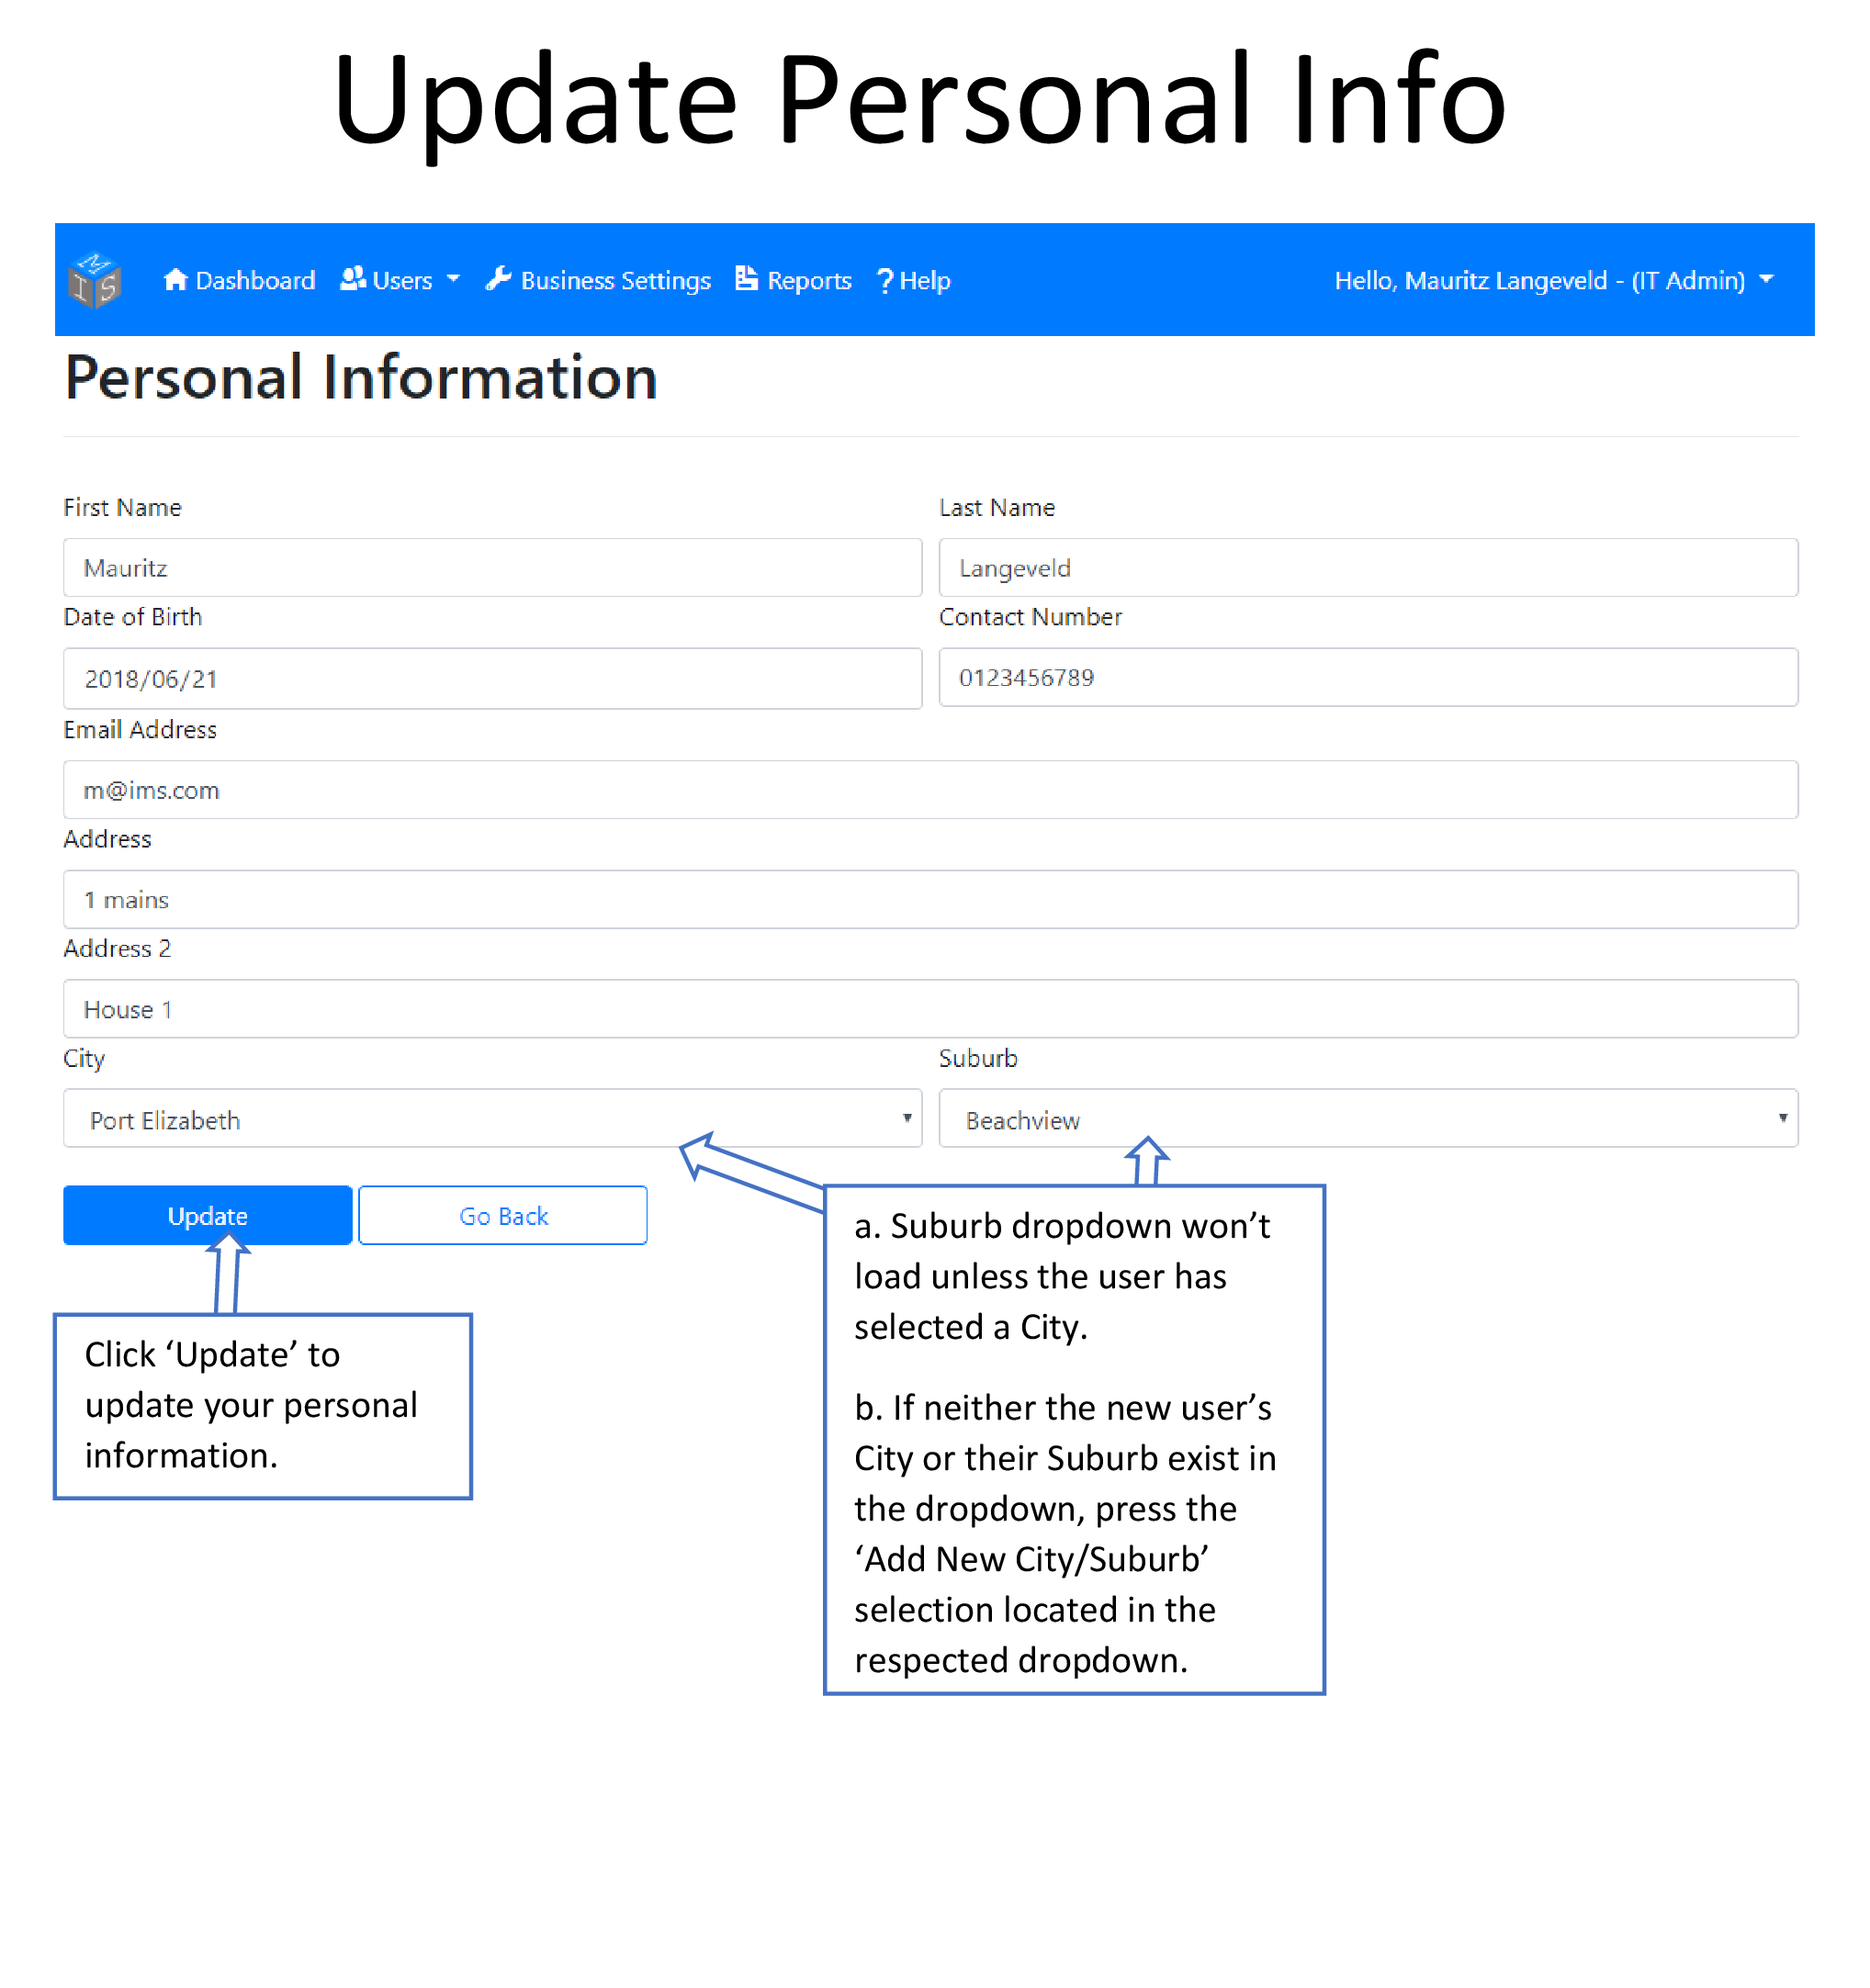 Update Personal Info
M
I S
Dashboard Users Business Settings Reports ? Help Hello, Mauritz Langeveld - (IT Admin)
Personal Information
First Name Last Name
Mauritz Langeveld
Date of Birth Contact Number
2018/06/21 0123456789
Email Address
m@ims.com
Address
1 mains
Address 2
House 1
City Suburb
Port Elizabeth Beachview
Update Go Back
Click ‘Update’ to
update your personal
information.
a. Suburb dropdown won’t
load unless the user has
selected a City.
b. If neither the new user’s
City or their Suburb exist in
the dropdown, press the
‘Add New City/Suburb’
selection located in the
respected dropdown.